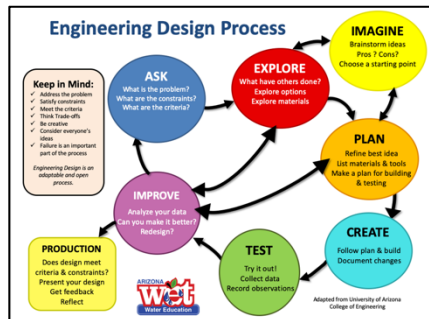 Engineering Design Process
Keep in Mind:
✓ Address the problem
✓ Satisfy constraints
✓ Meet the criteria
✓ Think Trade-offs
✓ Be creative
✓ Consider everyone's
ideas
✓ Failure is an important
part of the process
Engineering Design is an
adaptable and open
process.
ASK
What is the problem?
What are the constraints?
What are the criteria?
EXPLORE
What have others done?
Explore options
Explore materials
IMAGINE
Brainstorm ideas
Pros ? Cons?
Choose a starting point
PLAN
Refine best idea
List materials & tools
Make a plan for building
& testing
CREATE
Follow plan & build
Document changes
TEST
Try it out!
Collect data
Record observations
IMPROVE
Analyze your data
Can you make it better?
Redesign?
PRODUCTION
Does design meet
criteria & constraints?
Present your design
Get feedback
Reflect
ARIZONA
Wet
Water Education
Adapted from University of Arizona
College of Engineering